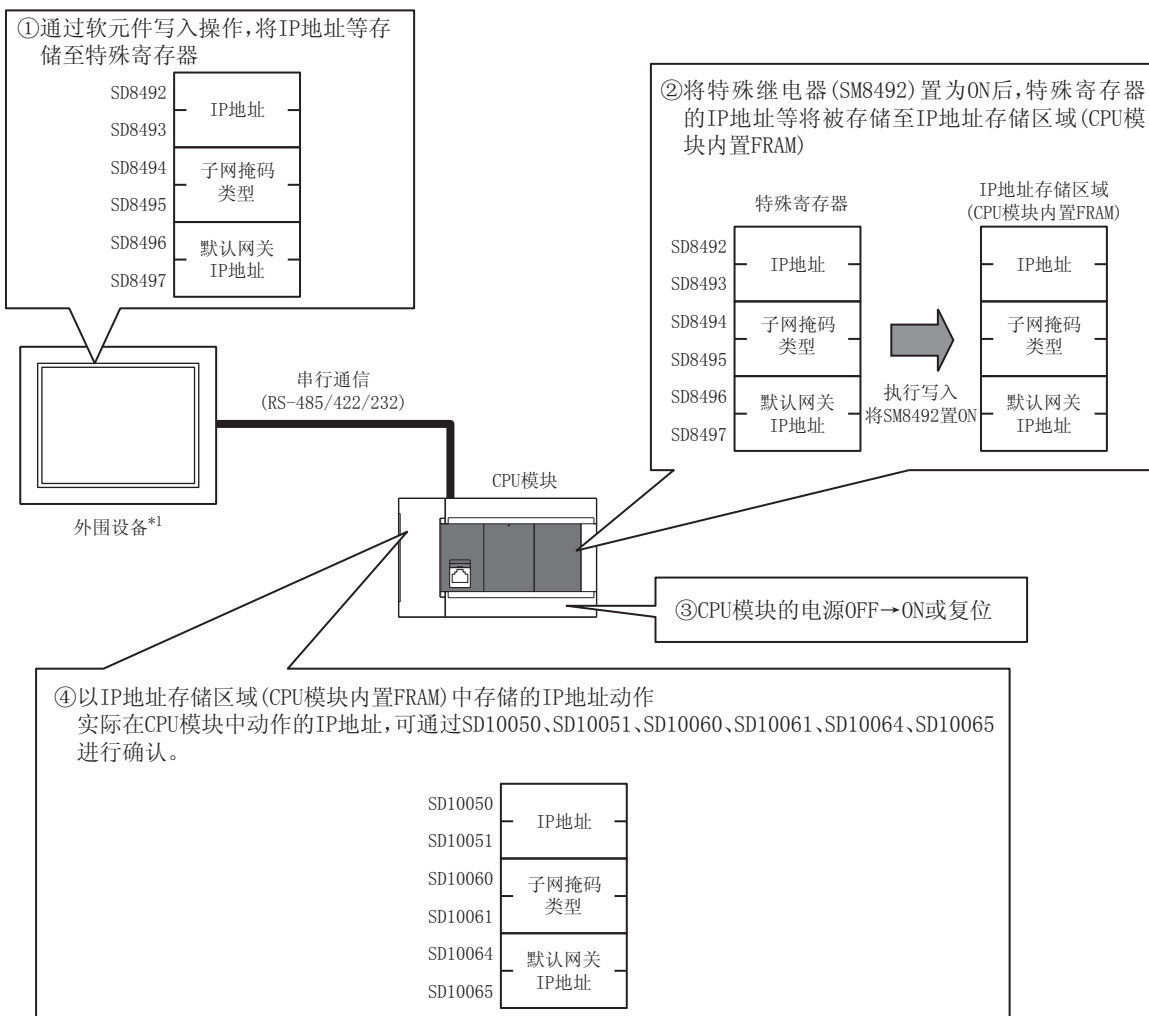 ①通过软元件写入操作,将IP地址等存
储至特殊寄存器
SD8492
IP地址
SD8493
SD8494
子网掩码
类型
SD8495
SD8496
默认网关
IP地址
SD8497
②将特殊继电器(SM8492)置为ON后,特殊寄存器
的IP地址等将被存储至IP地址存储区域(CPU模
块内置FRAM)
特殊寄存器
IP地址存储区域
(CPU模块内置FRAM)
SD8492
IP地址
IP地址
SD8493
SD8494
子网掩码
类型
子网掩码
类型
SD8495
SD8496
默认网关
IP地址
执行写入
将SM8492置ON
默认网关
IP地址
SD8497
串行通信
(RS-485/422/232)
CPU模块
外围设备*1
③CPU模块的电源OFF→ON或复位
④以IP地址存储区域(CPU模块内置FRAM)中存储的IP地址动作
实际在CPU模块中动作的IP地址,可通过SD10050、SD10051、SD10060、SD10061、SD10064、SD10065
进行确认。
SD10050
IP地址
SD10051
SD10060
子网掩码
类型
SD10061
SD10064
默认网关
IP地址
SD10065